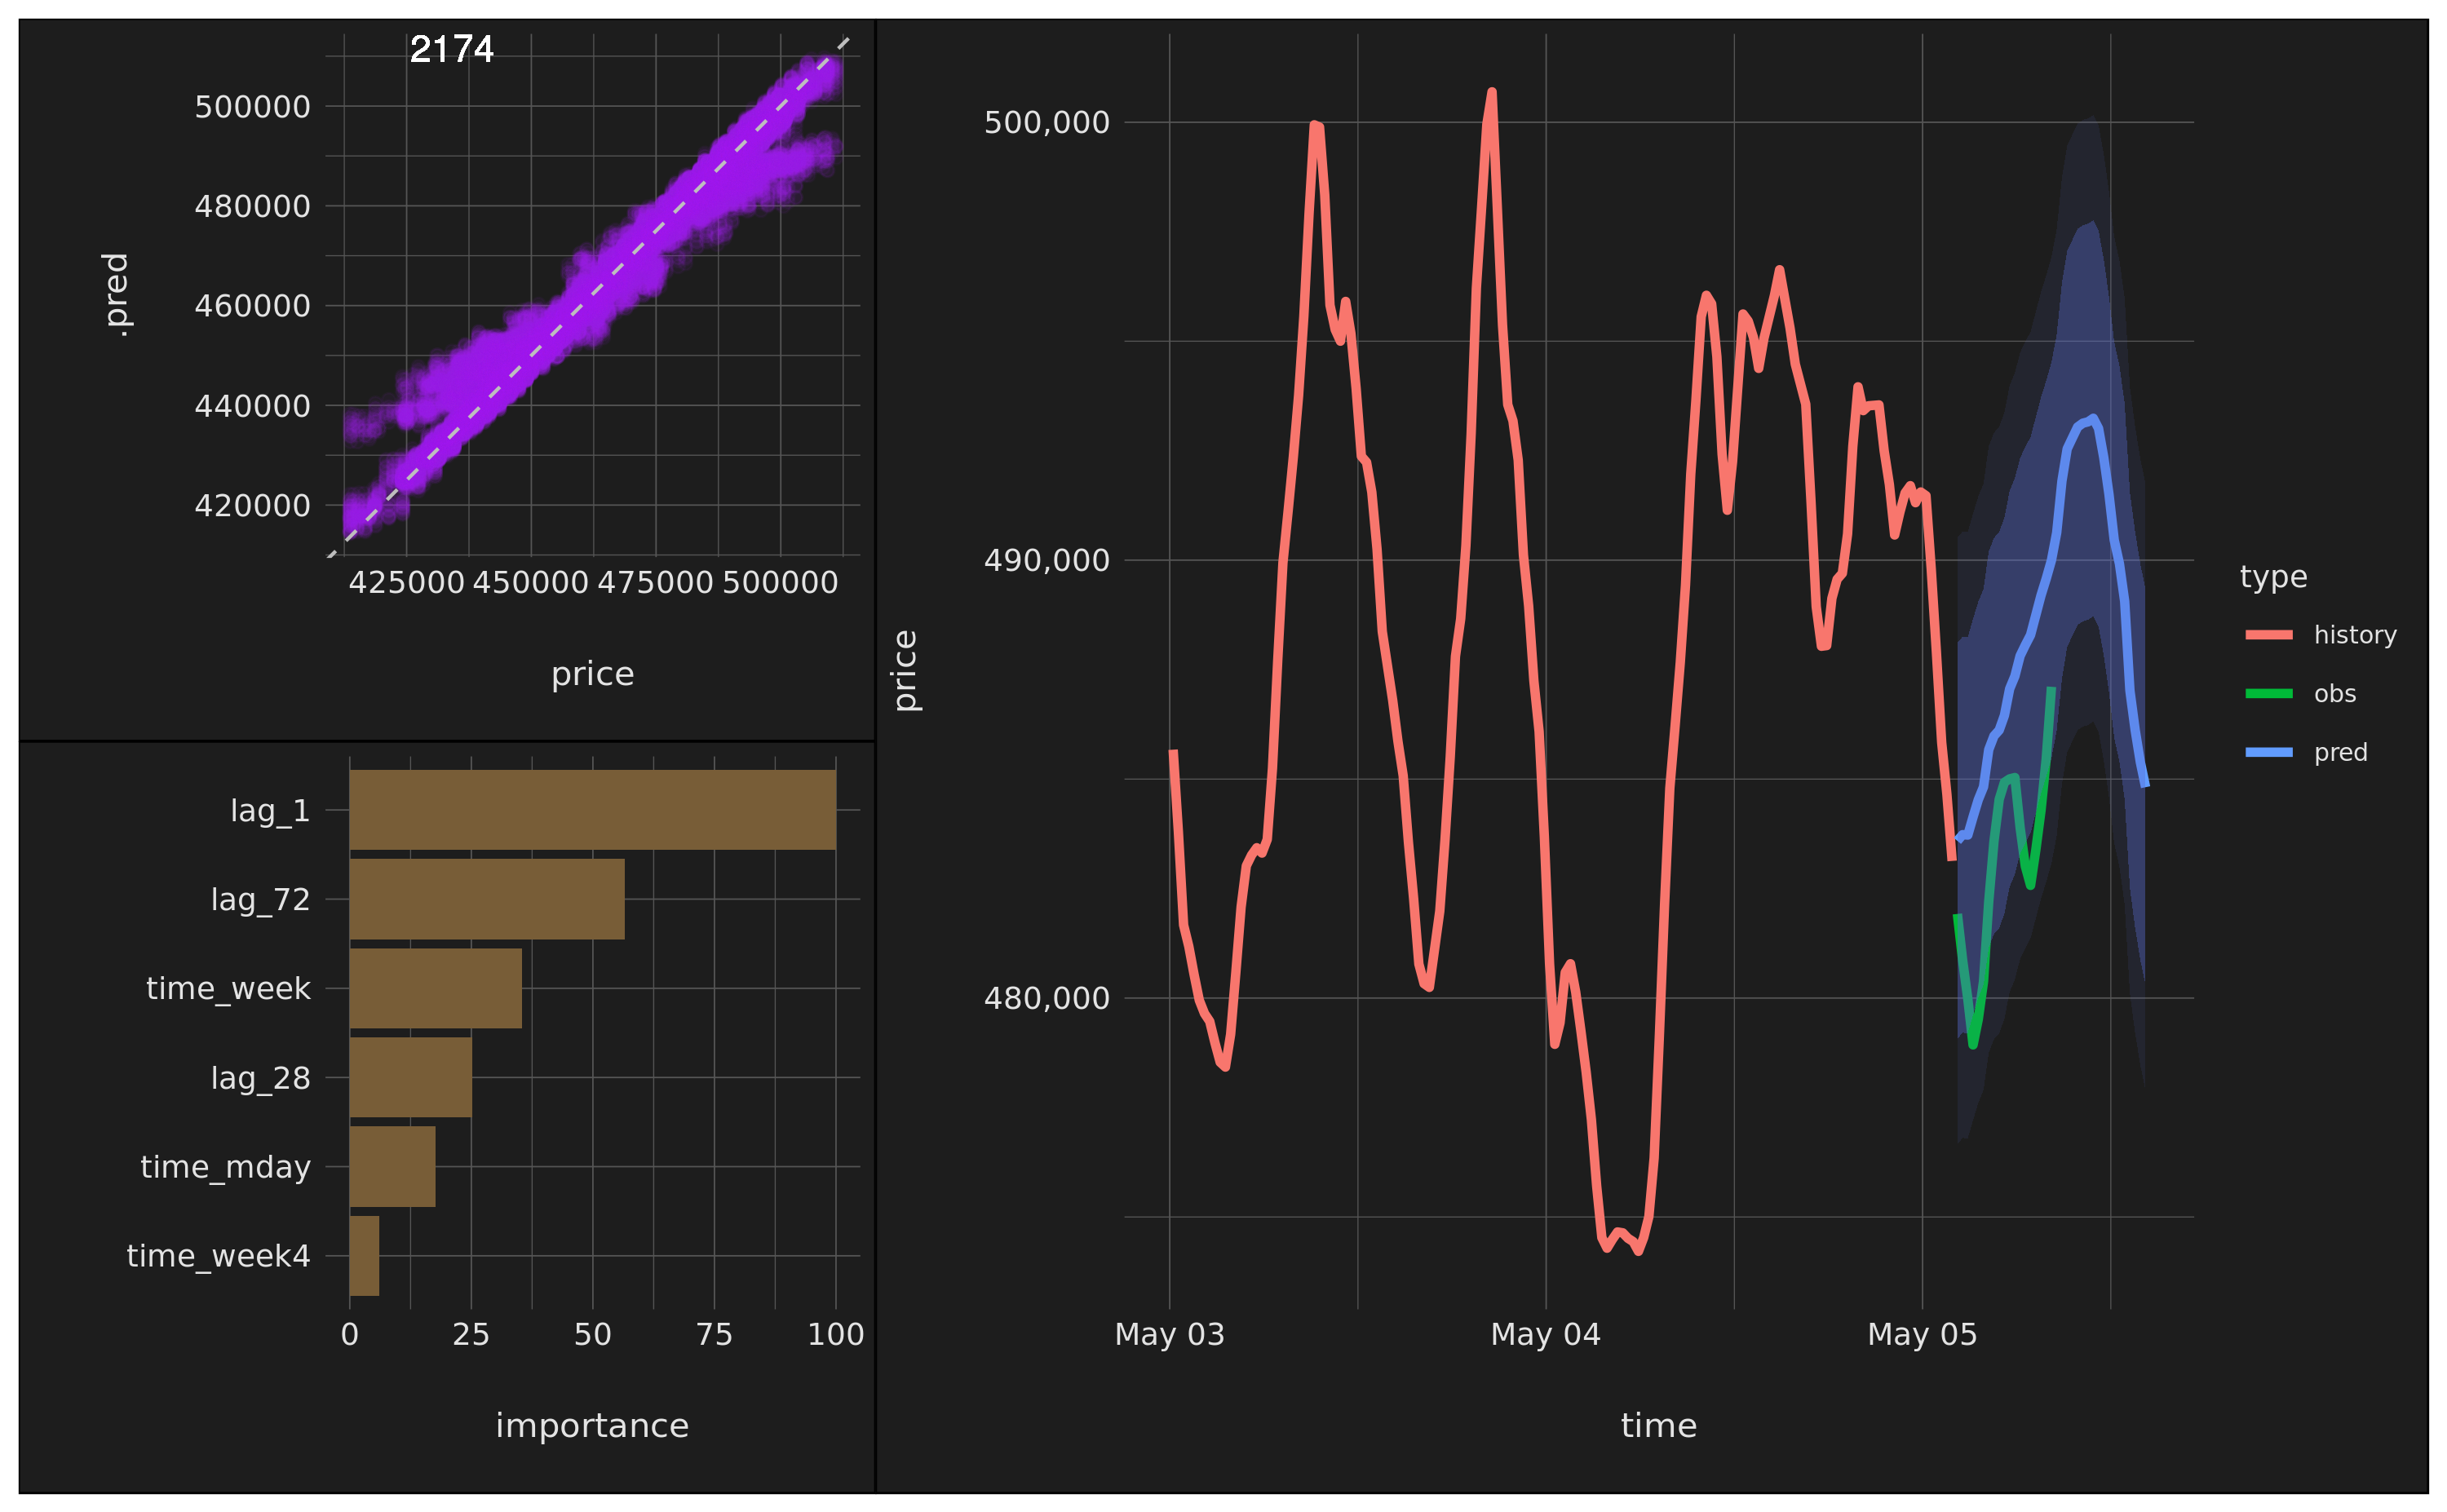 2174
500000
480000
460000
440000
420000
.pred
425000 450000 475000 500000
price
lag_1
lag_72
time_week
lag_28
time_mday
time_week4
0 25 50 75 100
importance
500,000
490,000
480,000
price
May 03 May 04 May 05
time
type
history
obs
pred